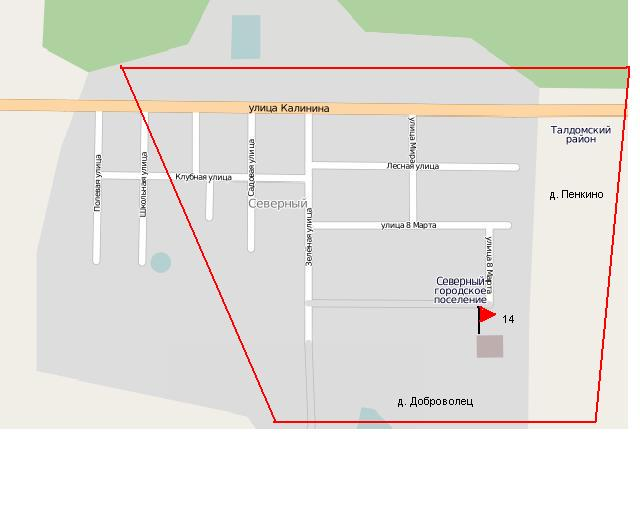 улица Калинина
Талдомский
район
улица Мира
Полевая улица
Школьная улица
Садовая улица
Лесная улица
Клубная улица
д. Пенкино
Северный
Зелёная улица
улица 8 Марта
улица 8 Марта
Северный
городское
поселение
14
д. Доброволец